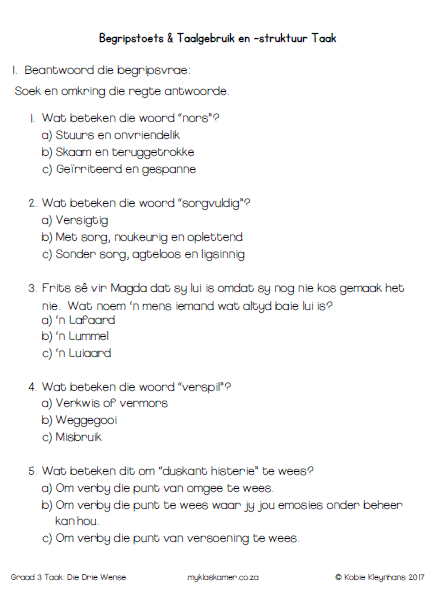 Begripstoets & Taalgebruik en -struktuur Taak
1. Beantwoord die begripsvrae:
Soek en omkring die regte antwoorde.
1. Wat beteken die woord “nors”?
a) Stuurs en onvriendelik
b) Skaam en teruggetrokke
c) Geïrriteerd en gespanne
2. Wat beteken die woord “sorgvuldig”?
a) Versigtig
b) Met sorg, noukeurig en oplettend
c) Sonder sorg, agteloos en ligsinnig
3. Frits sê vir Magda dat sy lui is omdat sy nog nie kos gemaak het
nie. Wat noem ‘n mens iemand wat altyd baie lui is?
a) ‘n Lafaard
b) ‘n Lummel
c) ‘n Luiaard
4. Wat beteken die woord “verspil”?
a) Verkwis of vermors
b) Weggegooi
c) Misbruik
5. Wat beteken dit om “duskant histerie” te wees?
a) Om verby die punt van omgee te wees.
b) Om verby die punt te wees waar jy jou emosies onder beheer
kan hou.
c) Om verby die punt van versoening te wees.
Graad 3 Taak: Die Drie Wense myklaskamer.co.za © Kobie Kleynhans 2017